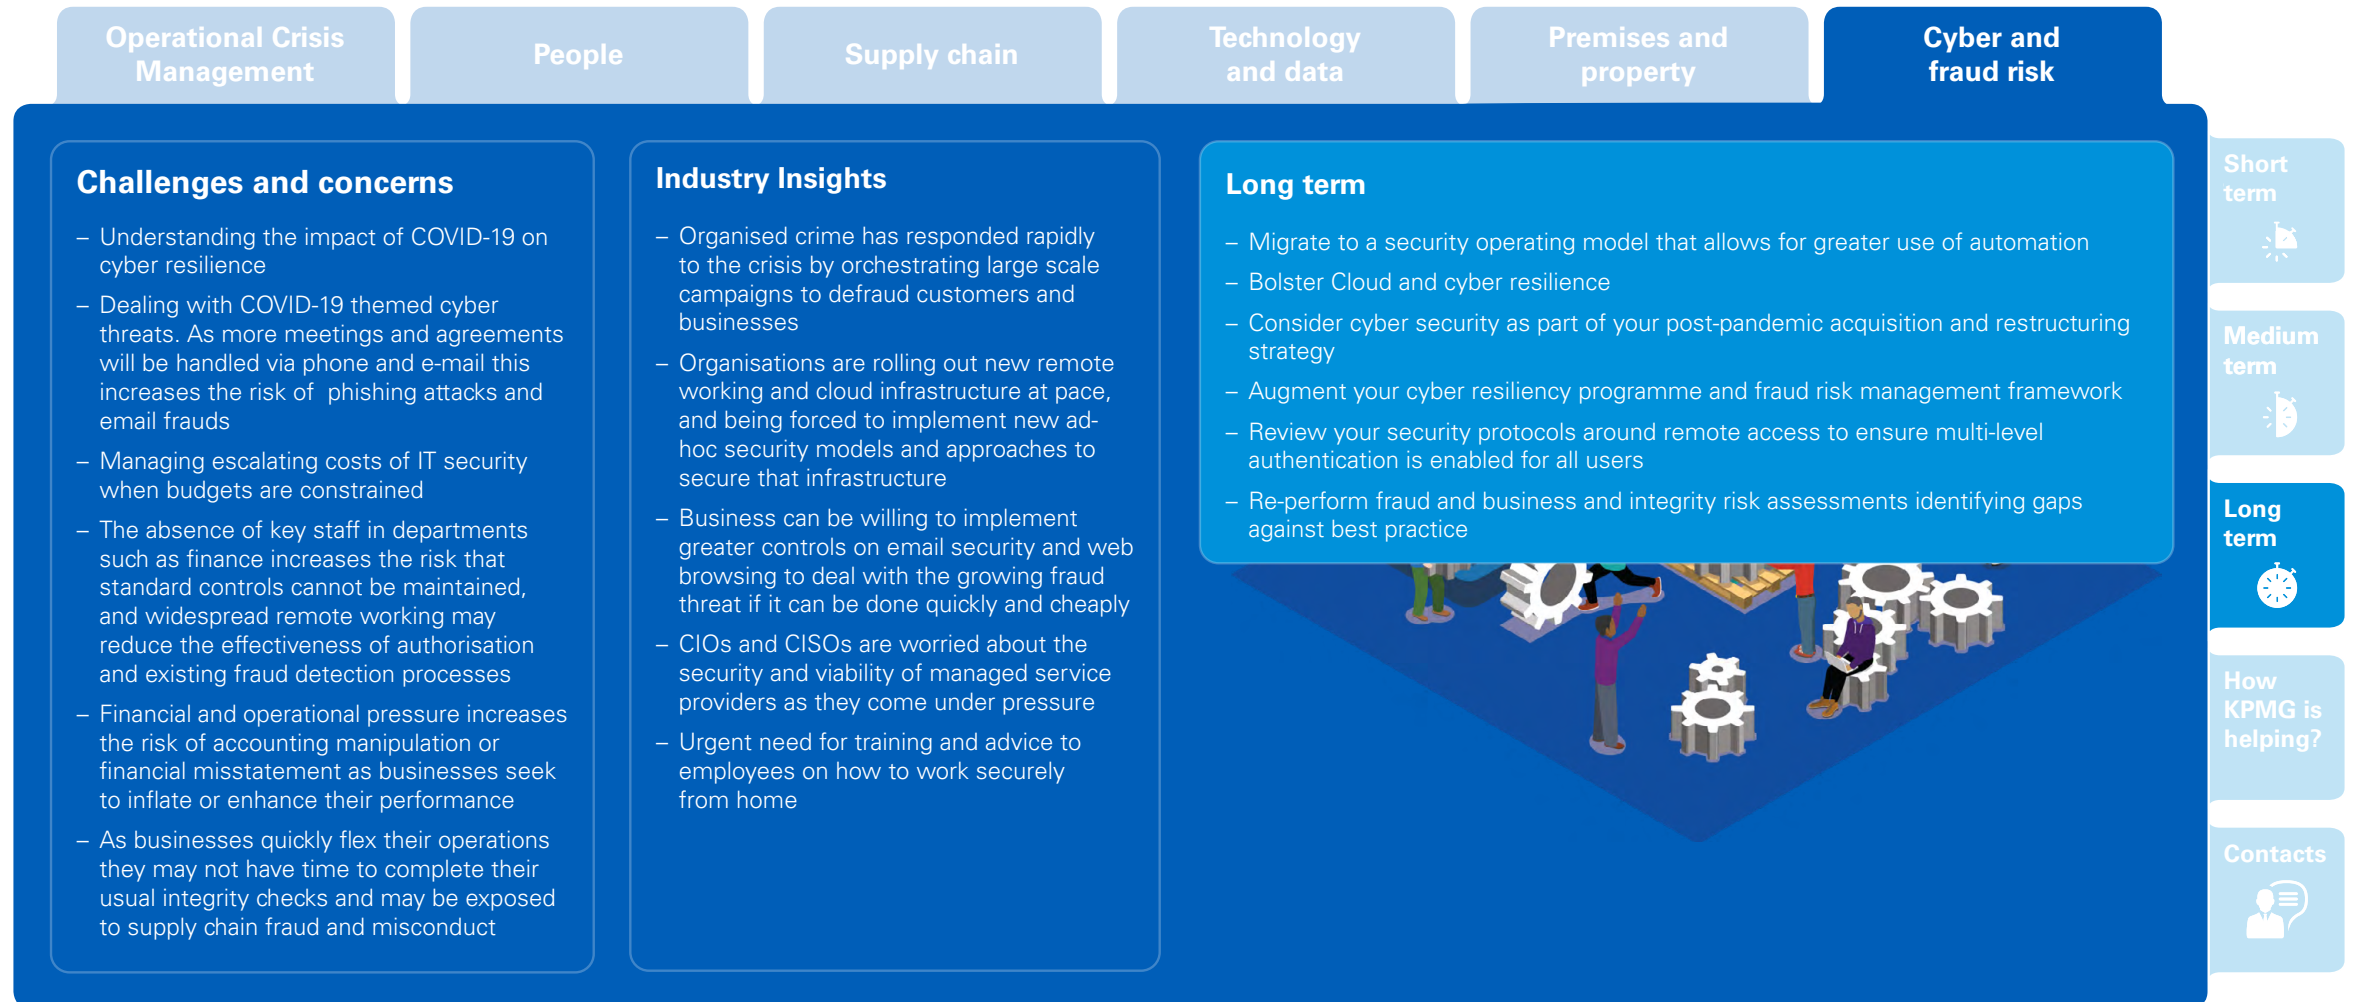 Operational Crisis
Management
People
Supply chain
Technology
and data
Premises and
property
Cyber and
fraud risk
Challenges and concerns
– Understanding the impact of COVID-19 on
cyber resilience
– Dealing with COVID-19 themed cyber
threats. As more meetings and agreements
will be handled via phone and e-mail this
increases the risk of  phishing attacks and
email frauds
– Managing escalating costs of IT security
when budgets are constrained
– The absence of key staff in departments
such as finance increases the risk that
standard controls cannot be maintained,
and widespread remote working may
reduce the effectiveness of authorisation
and existing fraud detection processes
– Financial and operational pressure increases
the risk of accounting manipulation or
financial misstatement as businesses seek
to inflate or enhance their performance
– As businesses quickly flex their operations
they may not have time to complete their
usual integrity checks and may be exposed
to supply chain fraud and misconduct
Industry Insights
– Organised crime has responded rapidly
to the crisis by orchestrating large scale
campaigns to defraud customers and
businesses
– Organisations are rolling out new remote
working and cloud infrastructure at pace,
and being forced to implement new ad-
hoc security models and approaches to
secure that infrastructure
– Business can be willing to implement
greater controls on email security and web
browsing to deal with the growing fraud
threat if it can be done quickly and cheaply
– CIOs and CISOs are worried about the
security and viability of managed service
providers as they come under pressure
– Urgent need for training and advice to
employees on how to work securely
from home
Long term
– Migrate to a security operating model that allows for greater use of automation
– Bolster Cloud and cyber resilience
– Consider cyber security as part of your post-pandemic acquisition and restructuring
strategy
– Augment your cyber resiliency programme and fraud risk management framework
– Review your security protocols around remote access to ensure multi-level
authentication is enabled for all users
– Re-perform fraud and business and integrity risk assessments identifying gaps
against best practice
Short
term
Medium
term
Long
term
How
KPMG is
helping?
Contacts